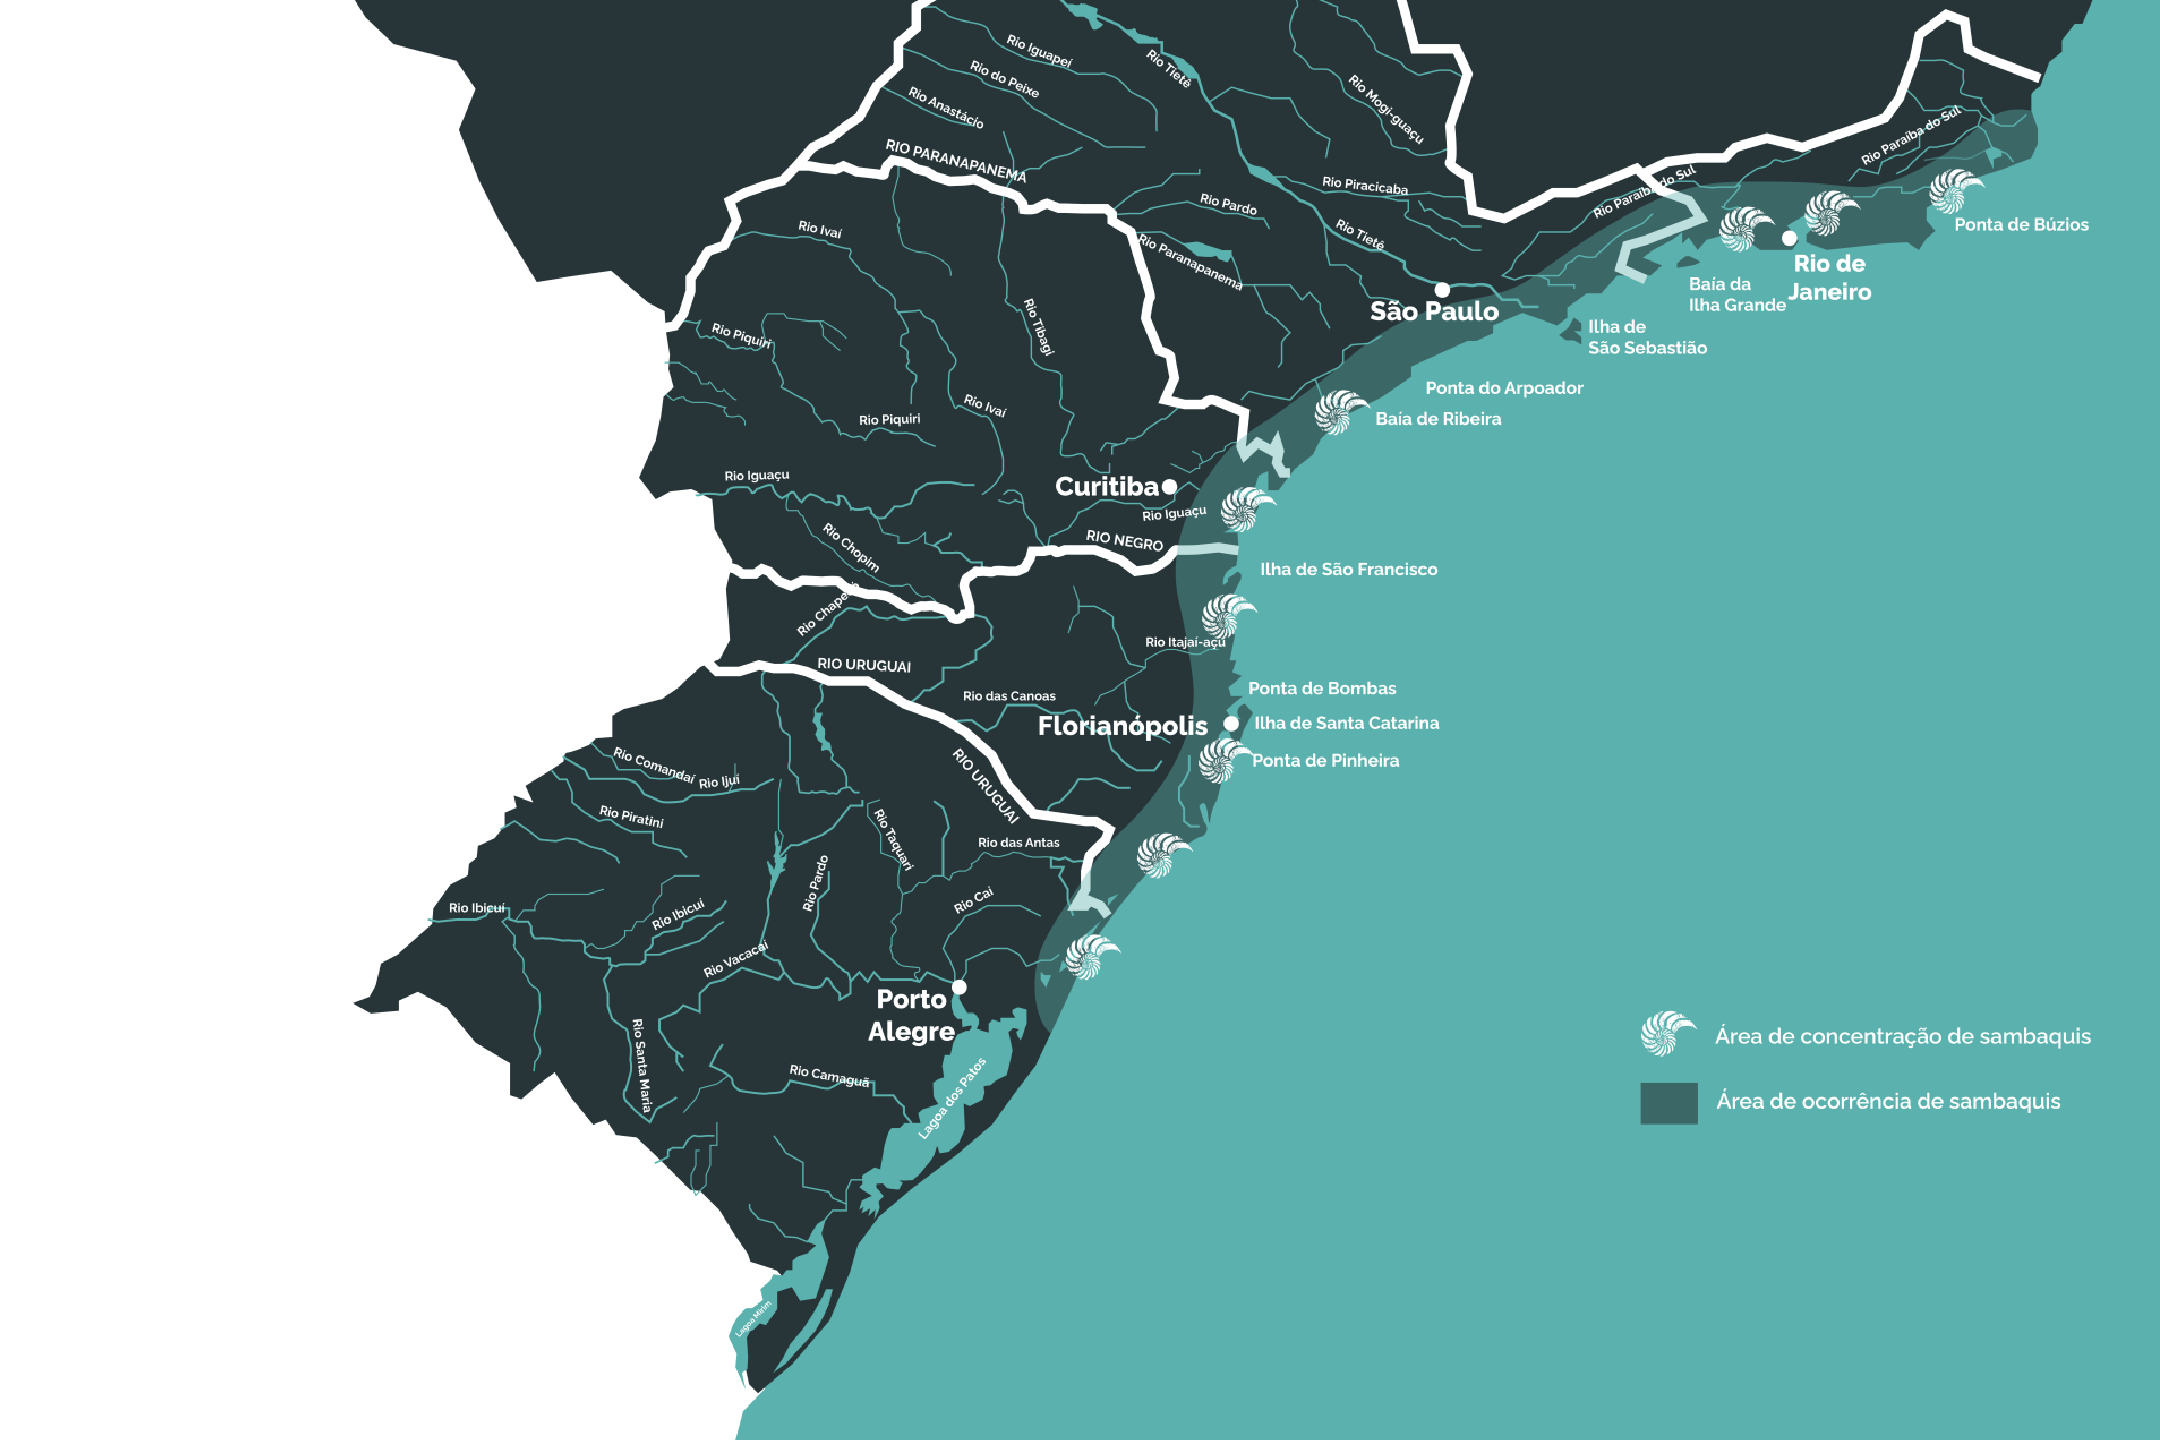 Rio Iguapeí
Rio do Peixe
Rio Anastácio
RIO PARANAPANEMA
Rio Tietê
Rio Mogi-guaçu
Rio Paraíba do Sul
Rio Piracicaba
Rio Paraíba do Sul
Rio Pardo
Rio Tietê
Rio Paranapanema
Rio Ivaí
Ponta de Búzios
Rio de
Janeiro
Baía da
Ilha Grande
São Paulo
Ilha de
São Sebastião
Rio Tibagi
Rio Piquiri
Ponta do Arpoador
Rio Ivaí
Rio Piquiri
Baía de Ribeira
Rio Iguaçu
Curitiba
Rio Iguaçu
Rio Chopim
RIO NEGRO
Ilha de São Francisco
Rio Itajaí-açu
RIO URUGUAI
Rio das Canoas
Ponta de Bombas
Florianópolis
Ilha de Santa Catarina
Ponta de Pinheira
RIO URUGUAI
Rio Comandaí
Rio Ijuí
Rio Piratini
Rio Taquari
Rio das Antas
Rio Pardo
Rio Caí
Rio Ibicuí
Rio Ibicuí
Rio Vacacaí
Porto
Alegre
Rio Santa Maria
Rio Camaguã
Lagoa dos Patos
Lagoa Mirim
Área de concentração de sambaquis
Área de ocorrência de sambaquis